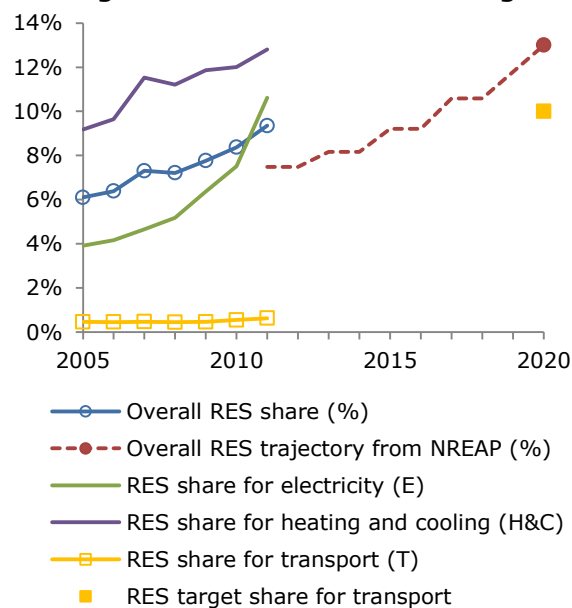 14%
12%
10%
8%
6%
4%
2%
0%
2005 2010 2015 2020
Overall RES share (%)
Overall RES trajectory from NREAP (%)
RES share for electricity (E)
RES share for heating and cooling (H&C)
RES share for transport (T)
RES target share for transport